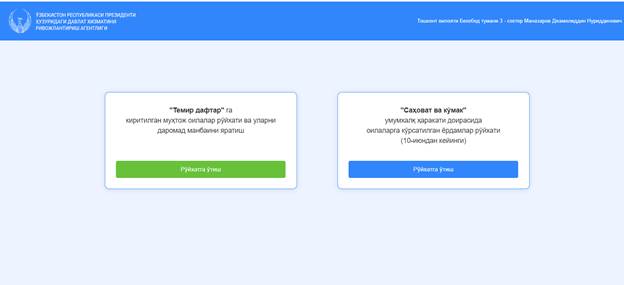 ЎЗБЕКИСТОН РЕСПУБЛИКАСИ ПРЕЗИДЕНТИ
ҲУЗУРИДАГИ ДАВЛАТ ХИЗМАТИНИ
РИВОЖЛАНТИРИШ АГЕНТЛИГИ
Тошкент вилояти Бекобод тумани 3 - сектор Маназаров Джамолиддин Нуриддинович
"Темир дафтар" га
киритилган муҳтож оилалар рўйхати ва уларни
даромад манбаини яратиш
Рўйхатга ўтиш
"Саҳоват ва кўмак"
умумхалқ ҳаракати доирасида
оилаларга кўрсатилган ёрдамлар рўйхати
(10-июндан кейинги)
Рўйхатга ўтиш